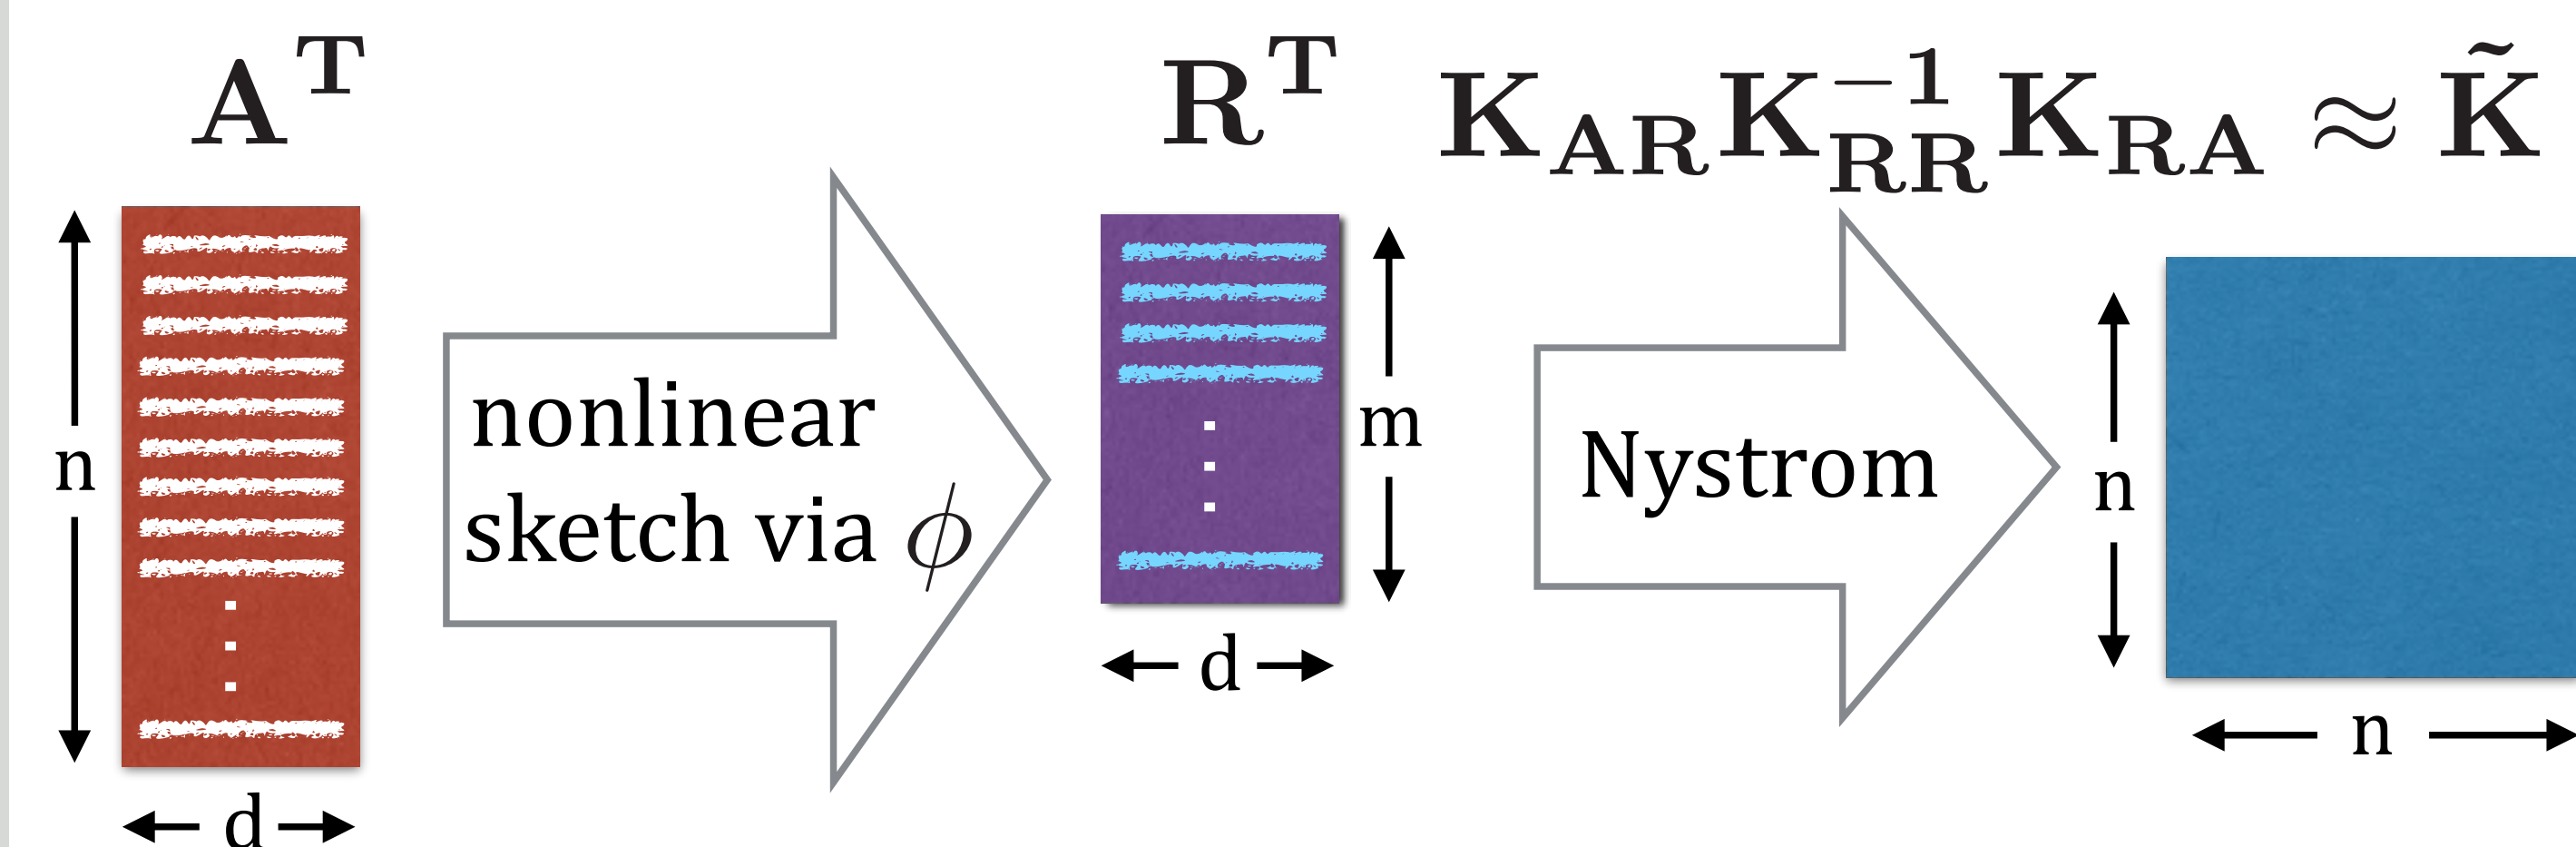 A^T
R^T
K_AR K_RR^{-1} K_RA ≈ K̃
n
d
nonlinear
sketch via ϕ
m
d
Nystrom
n
n